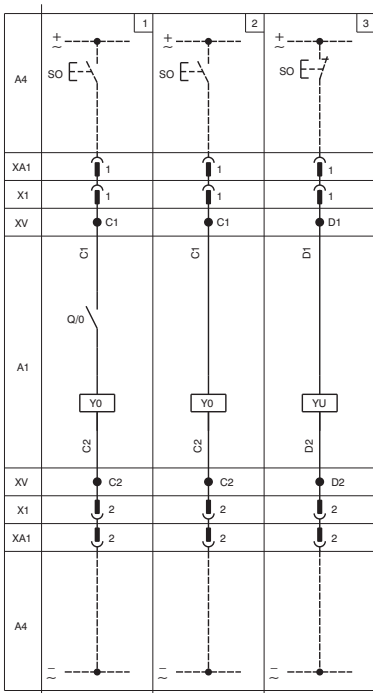 1 2 3
+ + +
~ ~ ~
A4 SO SO SO
XA1 1 1 1
X1 1 1 1
XV C1 C1 D1
C1 C1 D1
Q/0
A1
Y0 Y0 YU
C2 C2 D2
XV C2 C2 D2
X1 2 2 2
XA1 2 2 2
A4
– – –
~ ~ ~